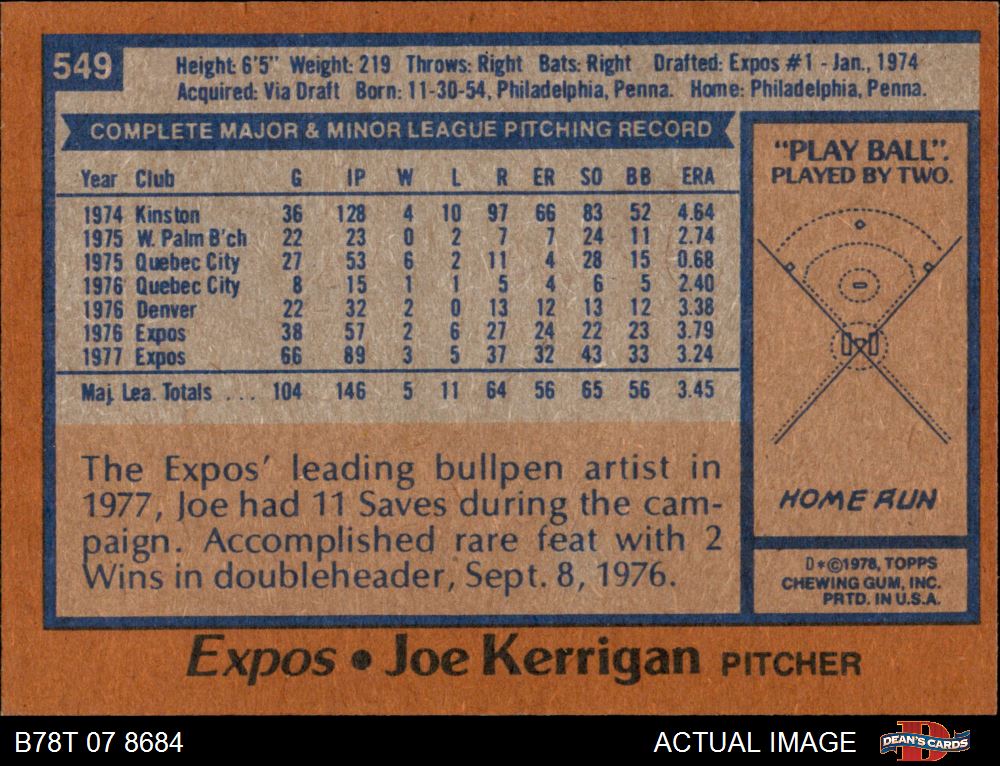 549
Height: 6'5" Weight: 219 Throws: Right Bats: Right Drafted: Expos #1 - Jan., 1974
Acquired: Via Draft Born: 11-30-54, Philadelphia, Penna. Home: Philadelphia, Penna.
COMPLETE MAJOR & MINOR LEAGUE PITCHING RECORD
Year Club G IP W L R ER SO BB ERA
1974 Kinston 36 128 4 10 97 66 83 52 4.64
1975 W. Palm B'ch 22 23 0 2 7 7 24 11 2.74
1975 Quebec City 27 53 6 2 11 4 28 15 0.68
1976 Quebec City 8 15 1 1 5 4 6 5 2.40
1976 Denver 22 32 2 0 13 12 13 12 3.38
1976 Expos 38 57 2 6 27 24 22 23 3.79
1977 Expos 66 89 3 5 37 32 43 33 3.24
Maj. Lea. Totals ... 104 146 5 11 64 56 65 56 3.45
The Expos' leading bullpen artist in
1977, Joe had 11 Saves during the cam-
paign. Accomplished rare feat with 2
Wins in doubleheader, Sept. 8, 1976.
"PLAY BALL".
PLAYED BY TWO.
HOME RUN
D*©1978, TOPPS
CHEWING GUM, INC.
PRTD. IN U.S.A.
Expos • Joe Kerrigan PITCHER
B78T 07 8684
ACTUAL IMAGE
D
DEAN'S CARDS